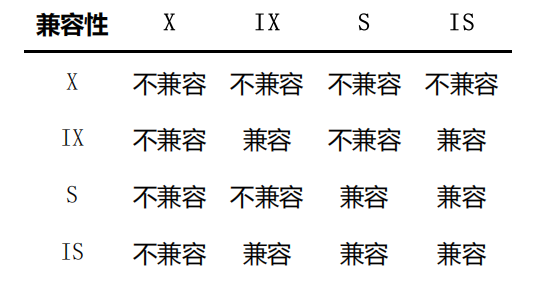 兼容性 X IX S IS
X 不兼容 不兼容 不兼容 不兼容
IX 不兼容 兼容 不兼容 兼容
S 不兼容 不兼容 兼容 兼容
IS 不兼容 兼容 兼容 兼容